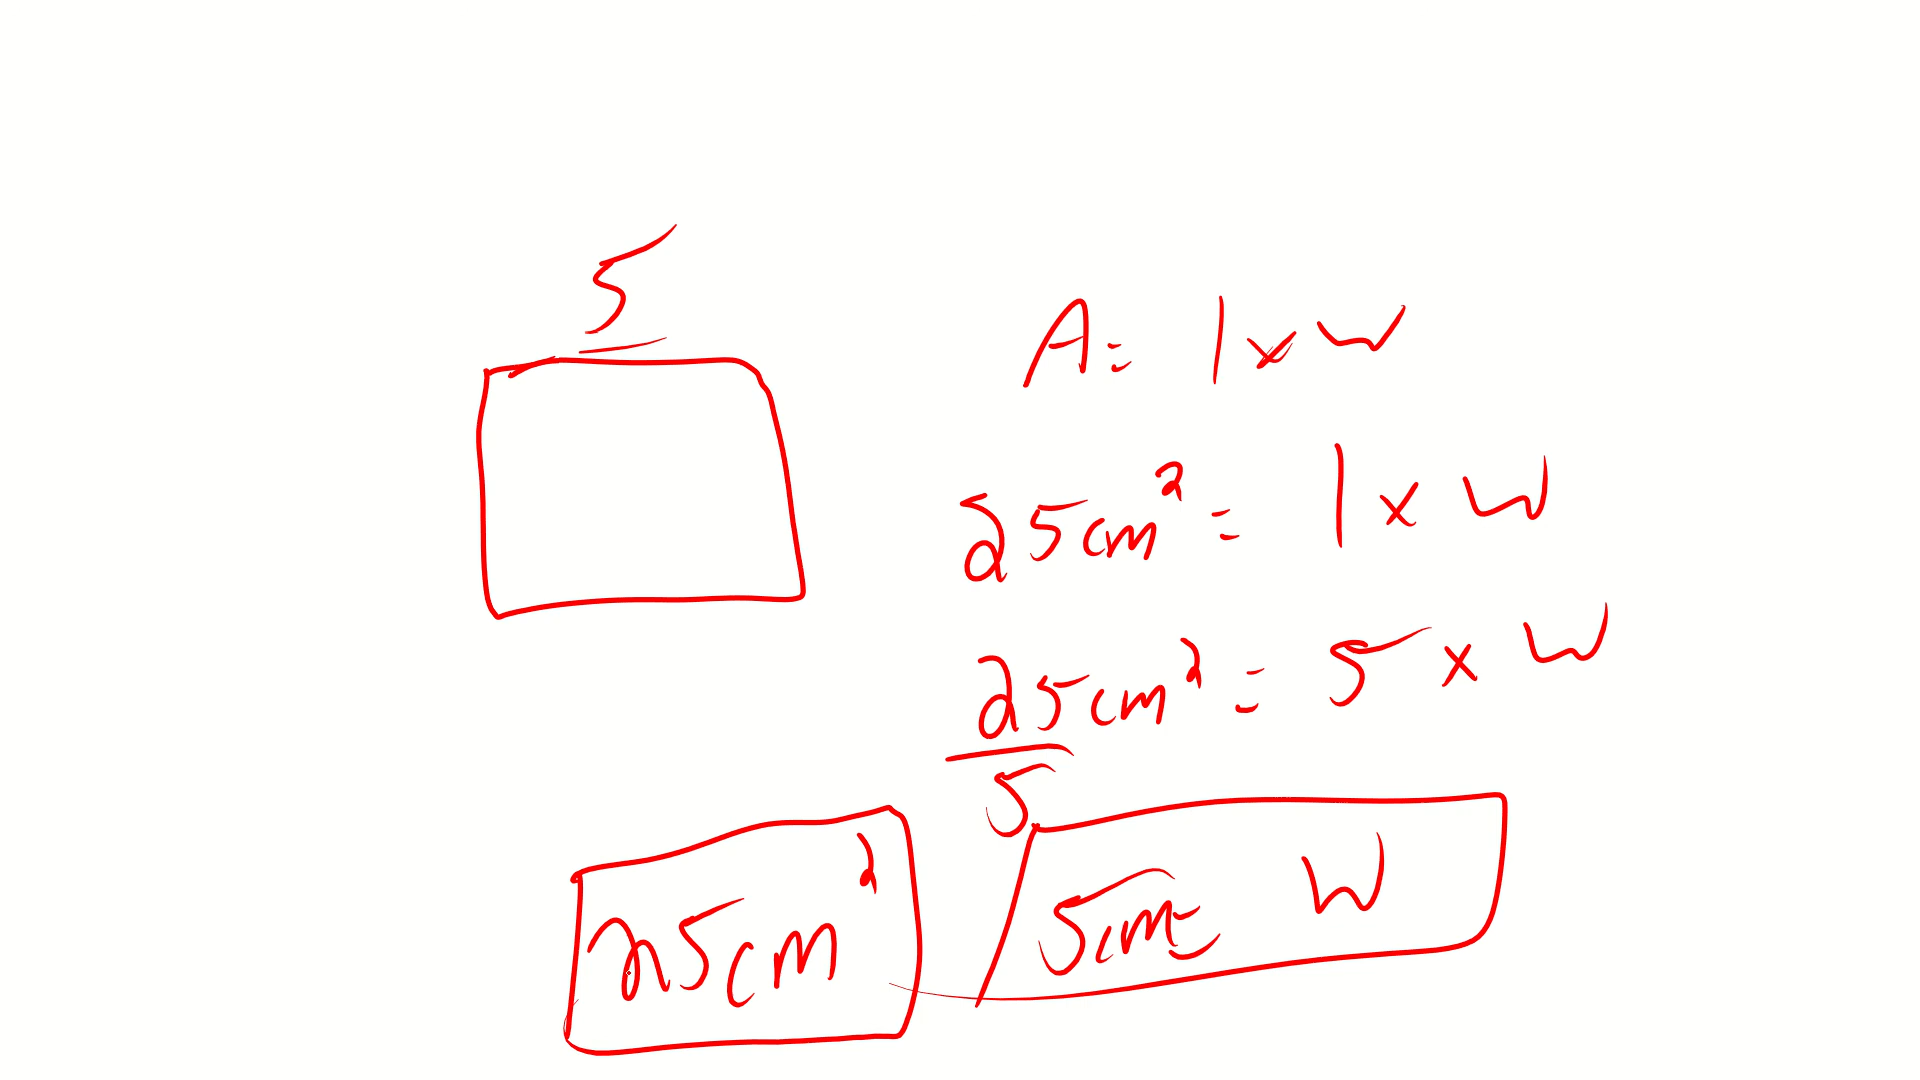 5
A = l x w
25cm² = l x w
25cm² = 5 x w
5
25cm²
5cm = w